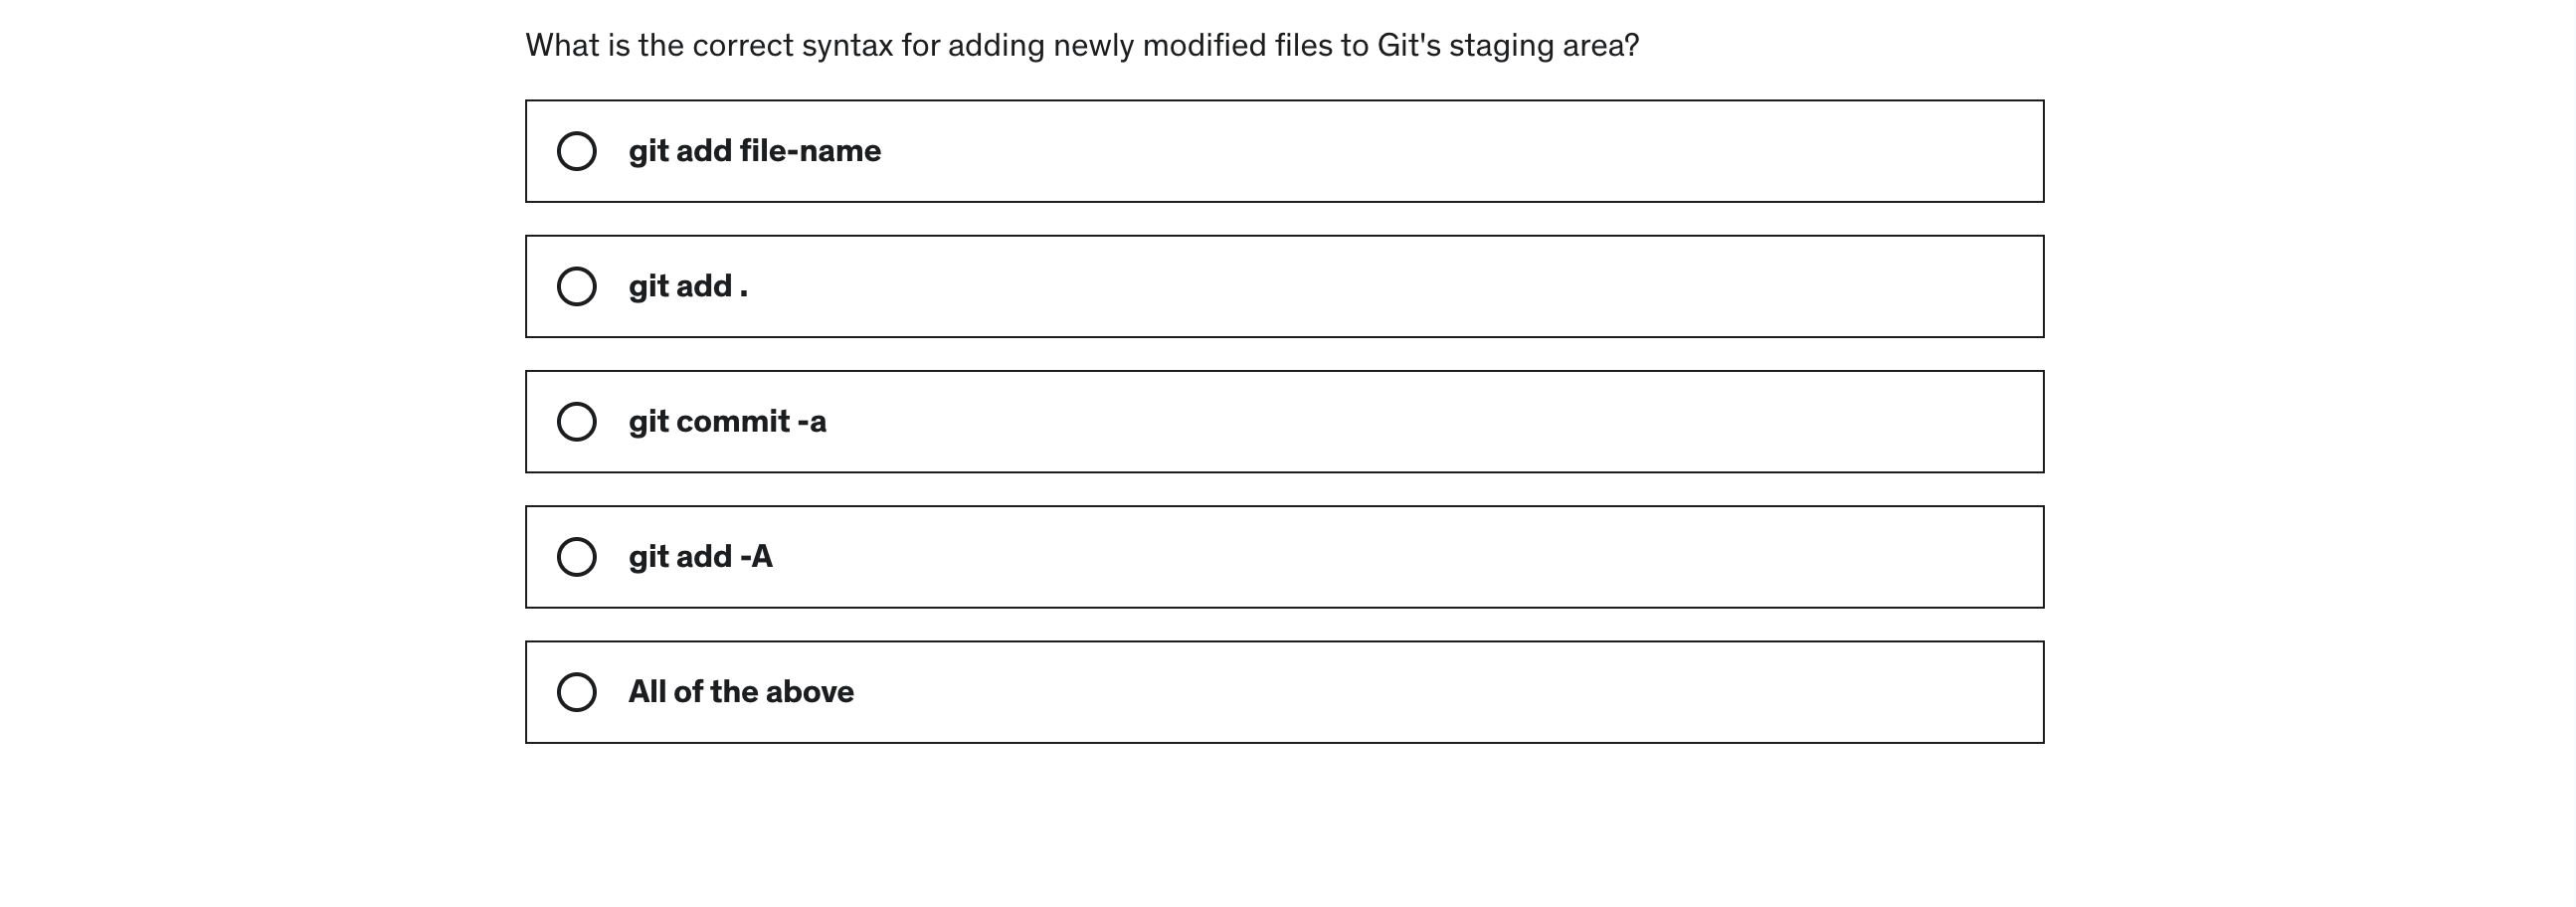 What is the correct syntax for adding newly modified files to Git's staging area?
git add file-name
git add .
git commit -a
git add -A
All of the above